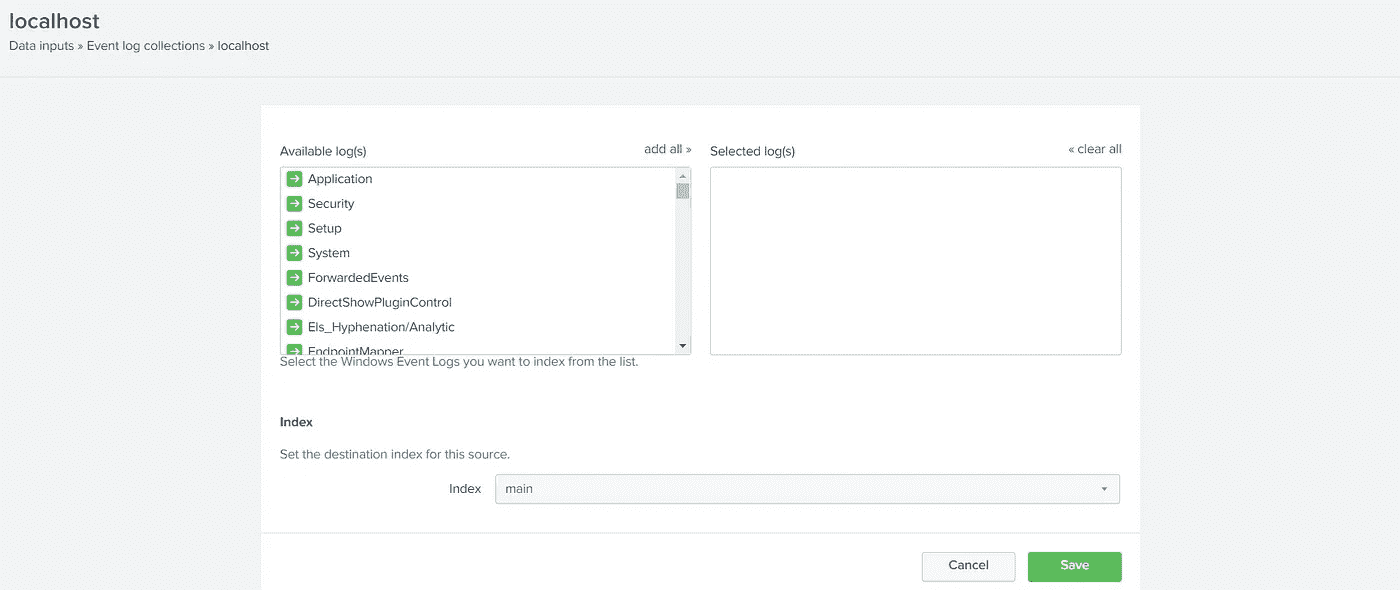 localhost
Data inputs » Event log collections » localhost
Available log(s)
add all »
Application
Security
Setup
System
ForwardedEvents
DirectShowPluginControl
Els_Hyphenation/Analytic
EndpointMapper
Selected log(s)
« clear all
Select the Windows Event Logs you want to index from the list.
Index
Set the destination index for this source.
Index
main
Cancel
Save